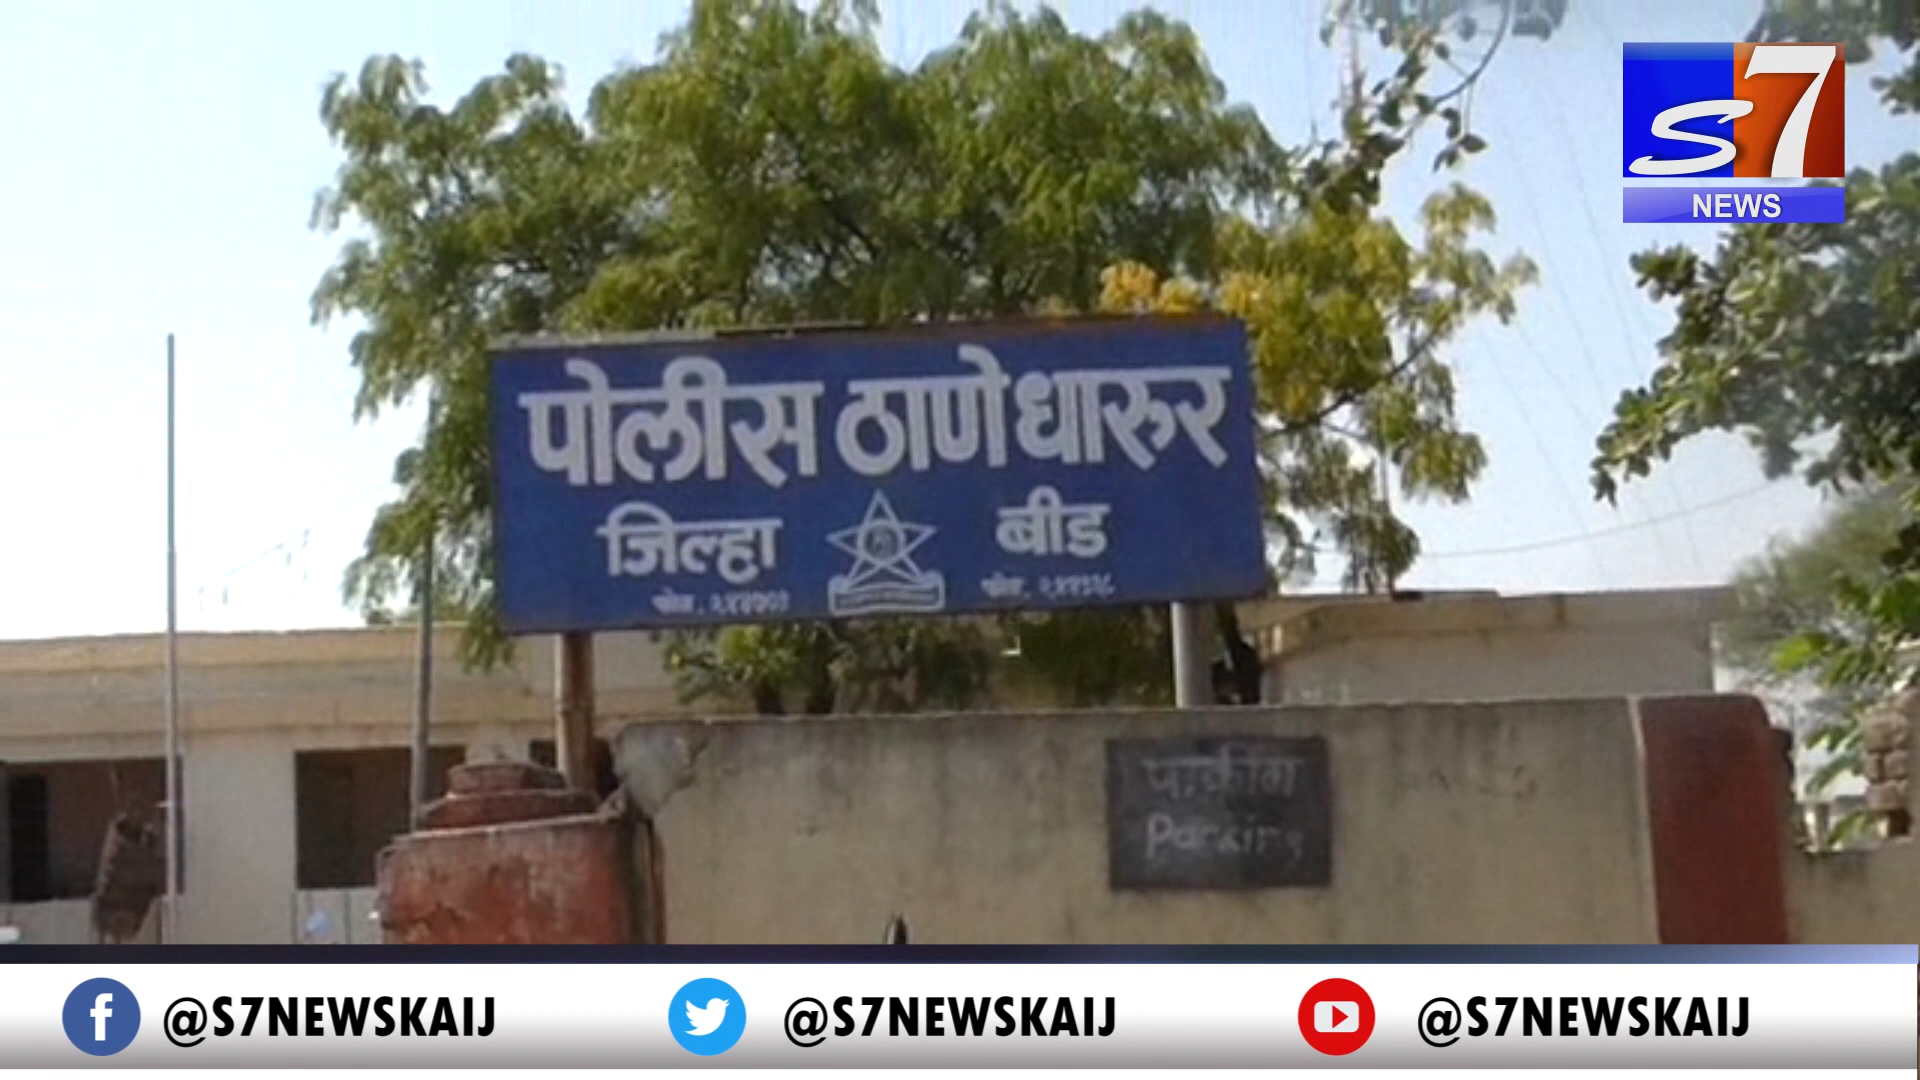 S7
NEWS
पोलीस ठाणे धारुर
जिल्हा बीड
फोन.
फोन.
पार्कींग
Parking
@S7NEWSKAIJ
@S7NEWSKAIJ
@S7NEWSKAIJ